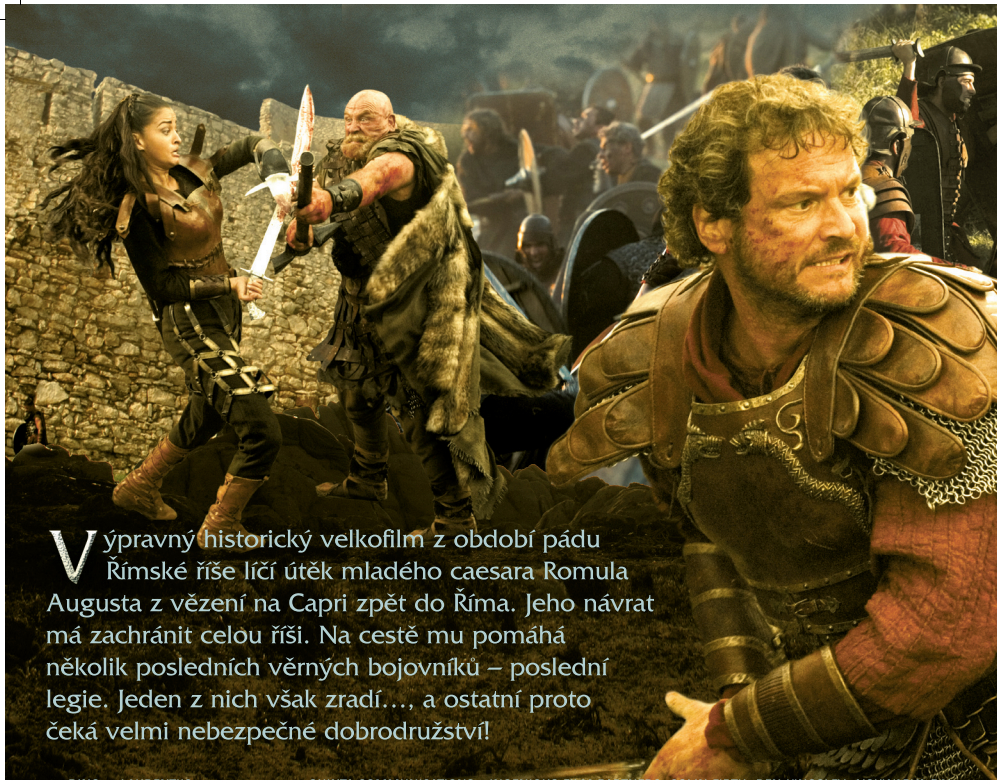 Výpravný historický velkofilm z období pádu
Římské říše líčí útěk mladého caesara Romula
Augusta z vězení na Capri zpět do Říma. Jeho návrat
má zachránit celou říši. Na cestě mu pomáhá
několik posledních věrných bojovníků – poslední
legie. Jeden z nich však zradí…, a ostatní proto
čeká velmi nebezpečné dobrodružství!